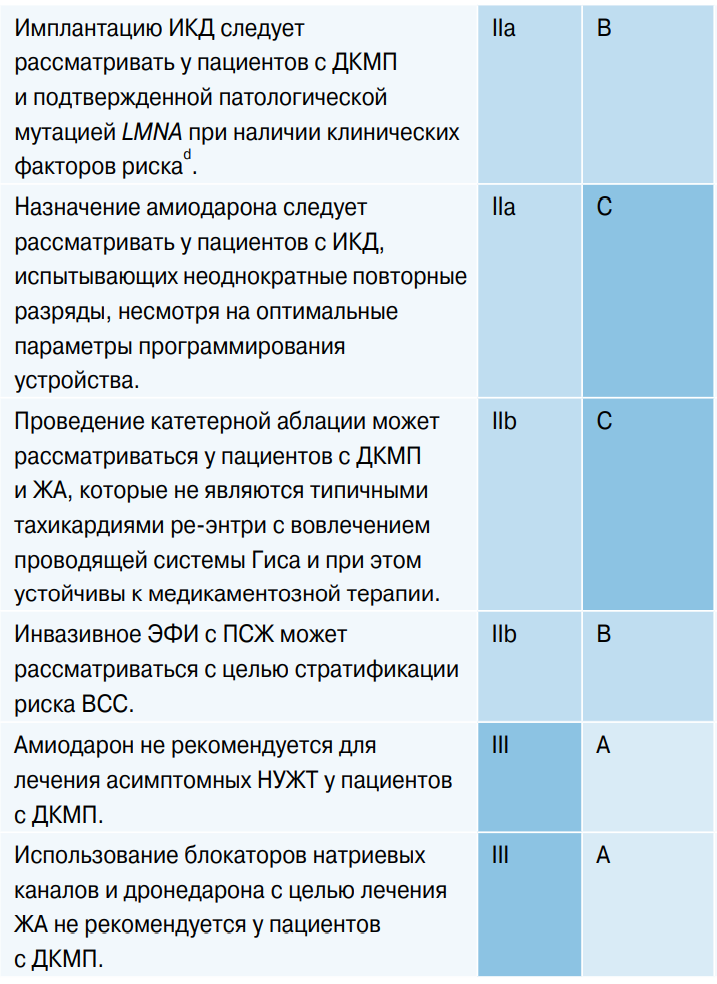 Имплантацию ИКД следует IIa B
рассматривать у пациентов с ДКМП
и подтвержденной патологической
мутацией LMNA при наличии клинических
факторов рискаd.
Назначение амиодарона следует IIa C
рассматривать у пациентов с ИКД,
испытывающих неоднократные повторные
разряды, несмотря на оптимальные
параметры программирования
устройства.
Проведение катетерной аблации может IIb C
рассматриваться у пациентов с ДКМП
и ЖА, которые не являются типичными
тахикардиями ре-энтри с вовлечением
проводящей системы Гиса и при этом
устойчивы к медикаментозной терапии.
Инвазивное ЭФИ с ПСЖ может IIb B
рассматриваться с целью стратификации
риска ВСС.
Амиодарон не рекомендуется для III A
лечения асимптомных НУЖТ у пациентов
с ДКМП.
Использование блокаторов натриевых III A
каналов и дронедарона с целью лечения
ЖА не рекомендуется у пациентов
с ДКМП.